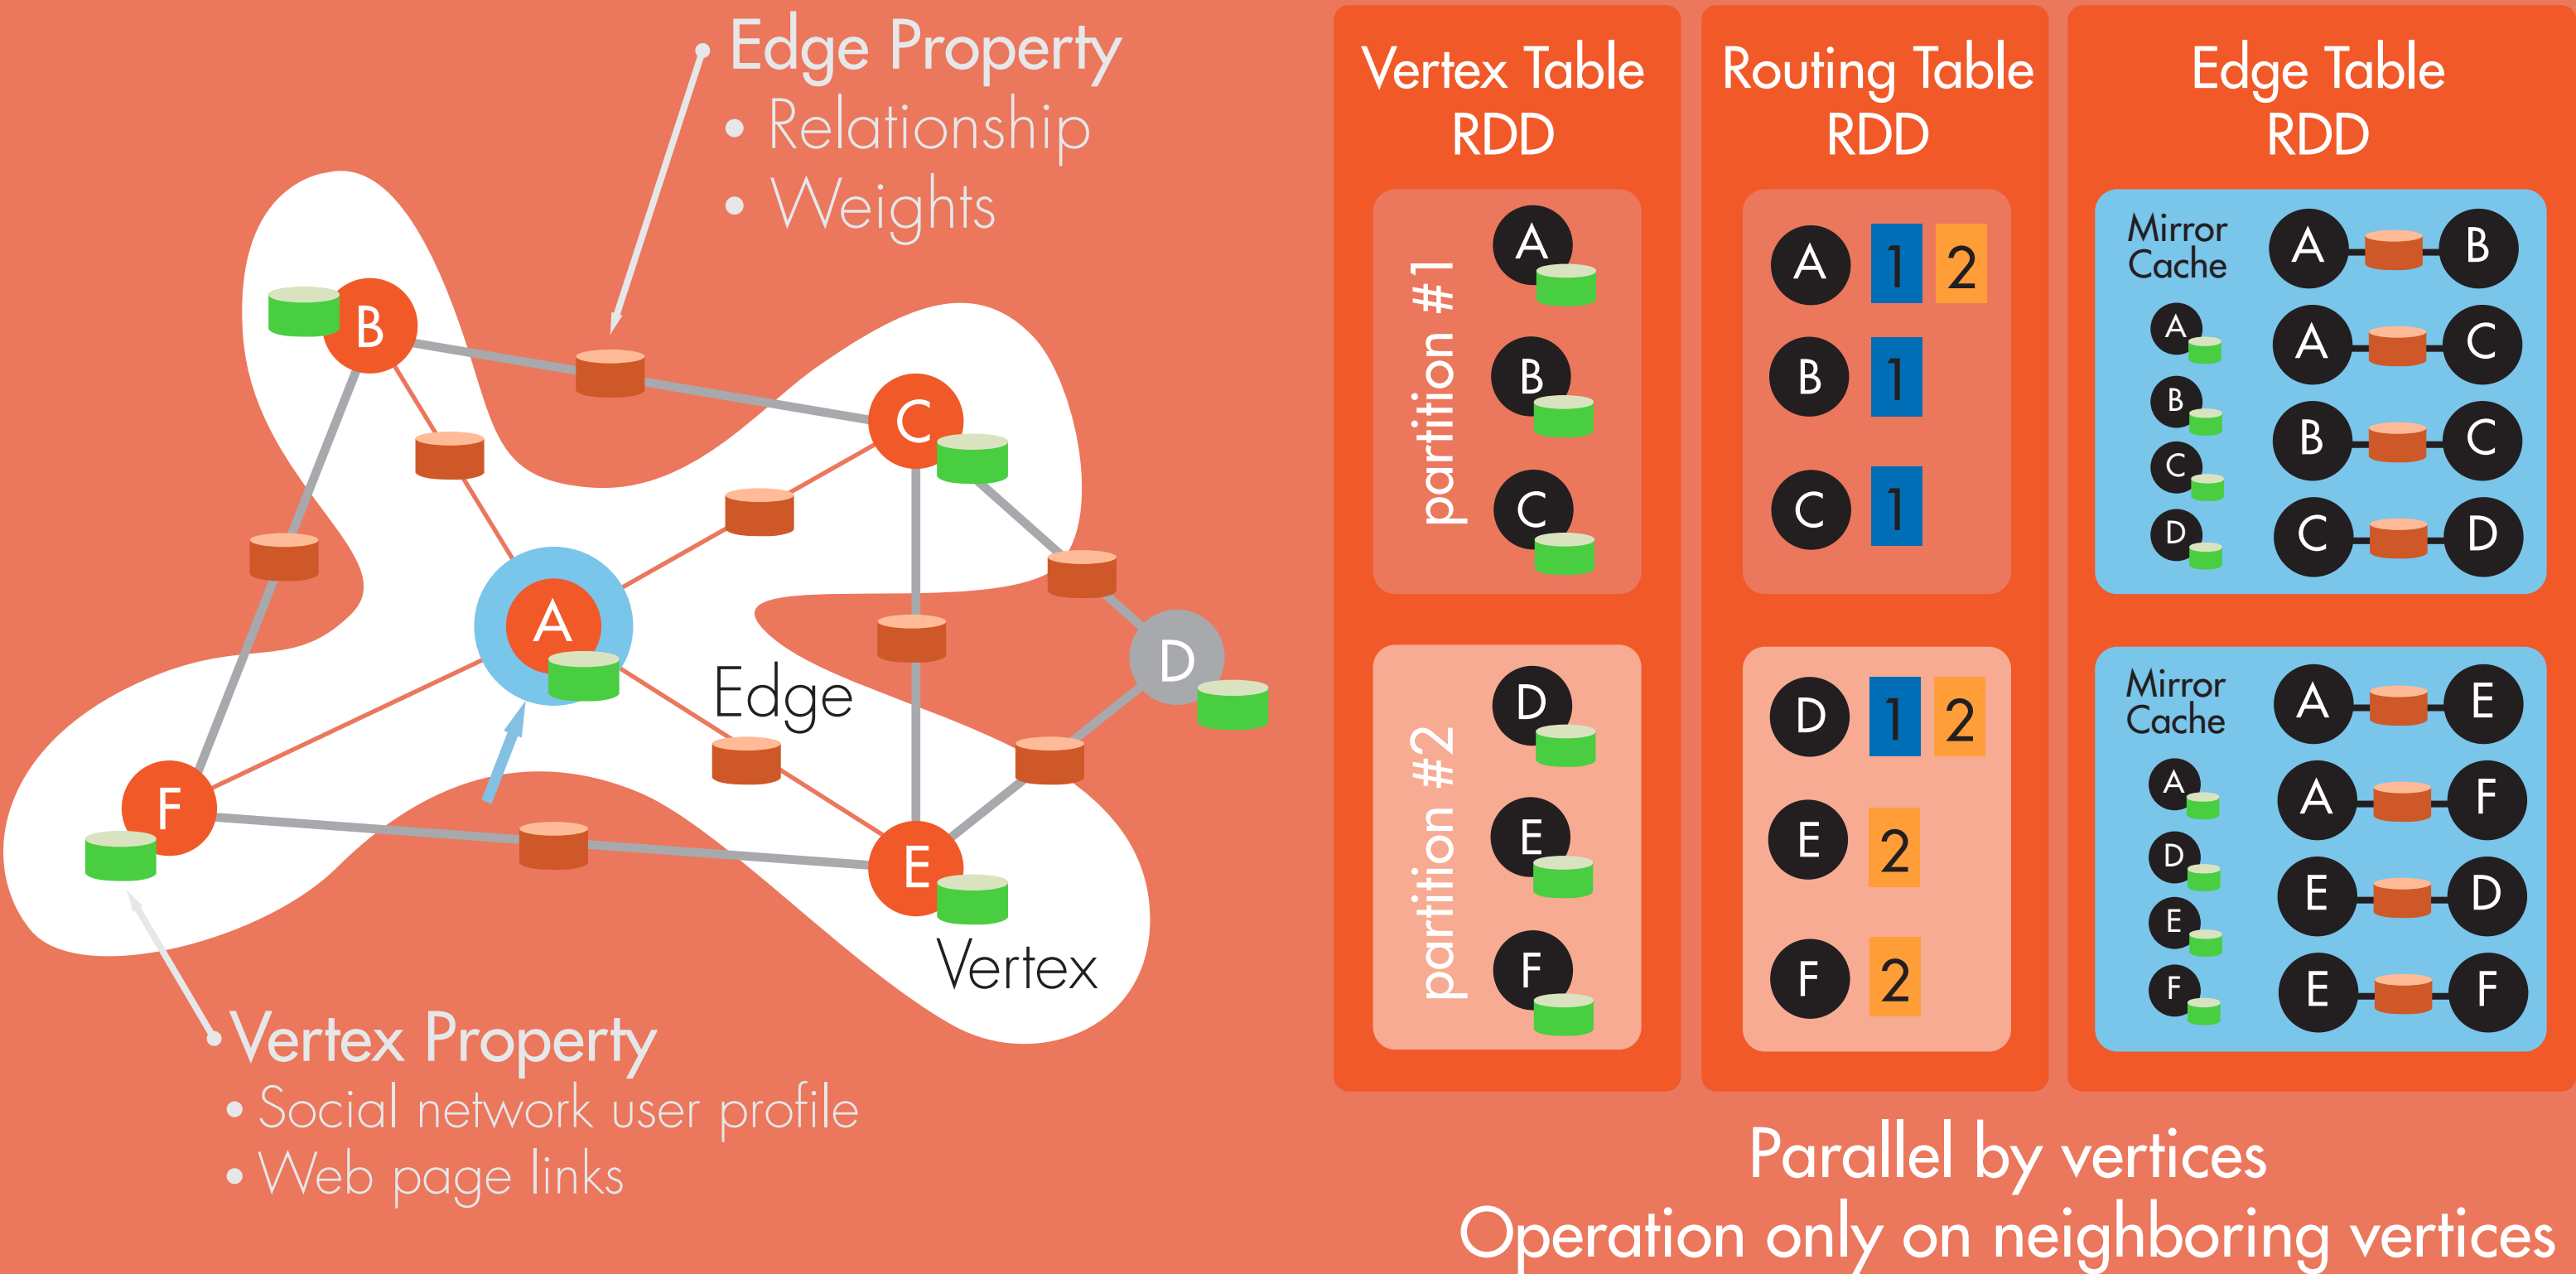 Edge Property
• Relationship
• Weights
B
C
A
D
Edge
F
E
Vertex
Vertex Property
• Social network user profile
• Web page links
Vertex Table
RDD
partition #1
A
B
C
partition #2
D
E
F
Routing Table
RDD
A 1 2
B 1
C 1
D 1 2
E 2
F 2
Edge Table
RDD
Mirror
Cache
A
B
C
D
A B
A C
B C
C D
Mirror
Cache
A
D
E
F
A E
A F
E D
E F
Parallel by vertices
Operation only on neighboring vertices